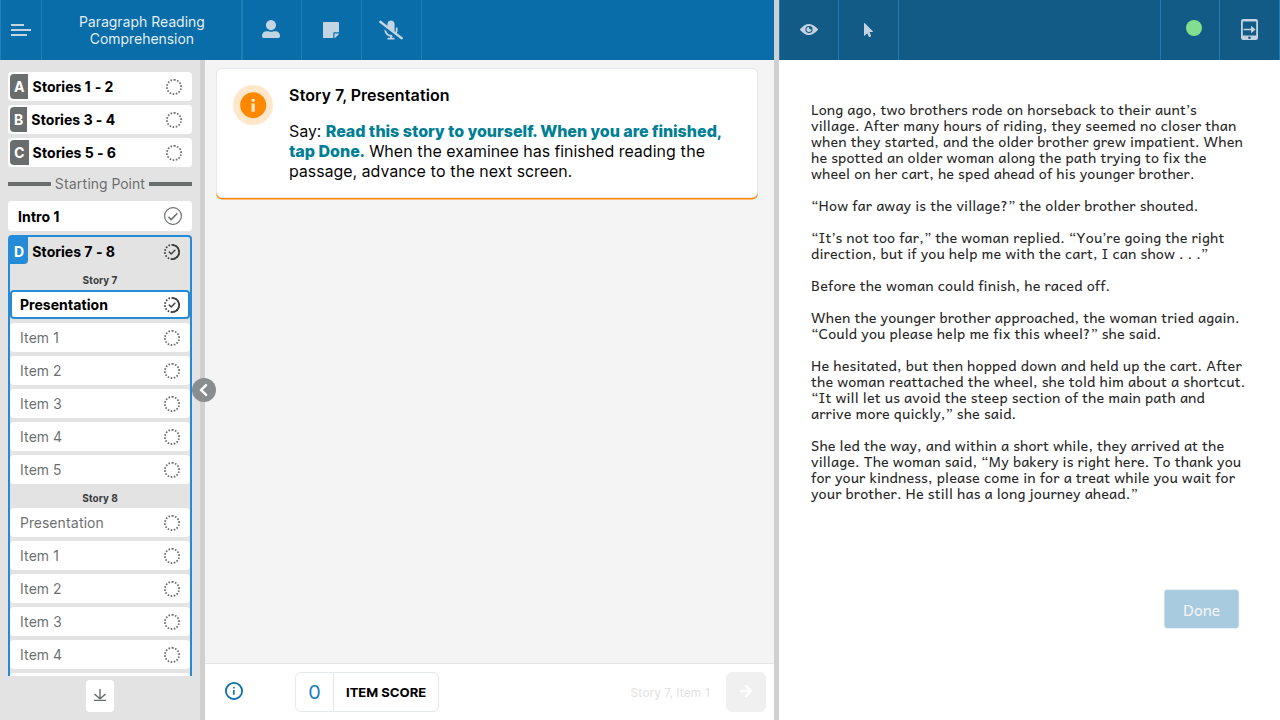 Paragraph Reading
Comprehension
A Stories 1 - 2
B Stories 3 - 4
C Stories 5 - 6
Starting Point
Intro 1
D Stories 7 - 8
Story 7
Presentation
Item 1
Item 2
Item 3
Item 4
Item 5
Story 8
Presentation
Item 1
Item 2
Item 3
Item 4
Story 7, Presentation
Say: Read this story to yourself. When you are finished,
tap Done. When the examinee has finished reading the
passage, advance to the next screen.
0 ITEM SCORE
Story 7, Item 1
Long ago, two brothers rode on horseback to their aunt’s
village. After many hours of riding, they seemed no closer than
when they started, and the older brother grew impatient. When
he spotted an older woman along the path trying to fix the
wheel on her cart, he sped ahead of his younger brother.
“How far away is the village?” the older brother shouted.
“It’s not too far,” the woman replied. “You’re going the right
direction, but if you help me with the cart, I can show . . .”
Before the woman could finish, he raced off.
When the younger brother approached, the woman tried again.
“Could you please help me fix this wheel?” she said.
He hesitated, but then hopped down and held up the cart. After
the woman reattached the wheel, she told him about a shortcut.
“It will let us avoid the steep section of the main path and
arrive more quickly,” she said.
She led the way, and within a short while, they arrived at the
village. The woman said, “My bakery is right here. To thank you
for your kindness, please come in for a treat while you wait for
your brother. He still has a long journey ahead.”
Done